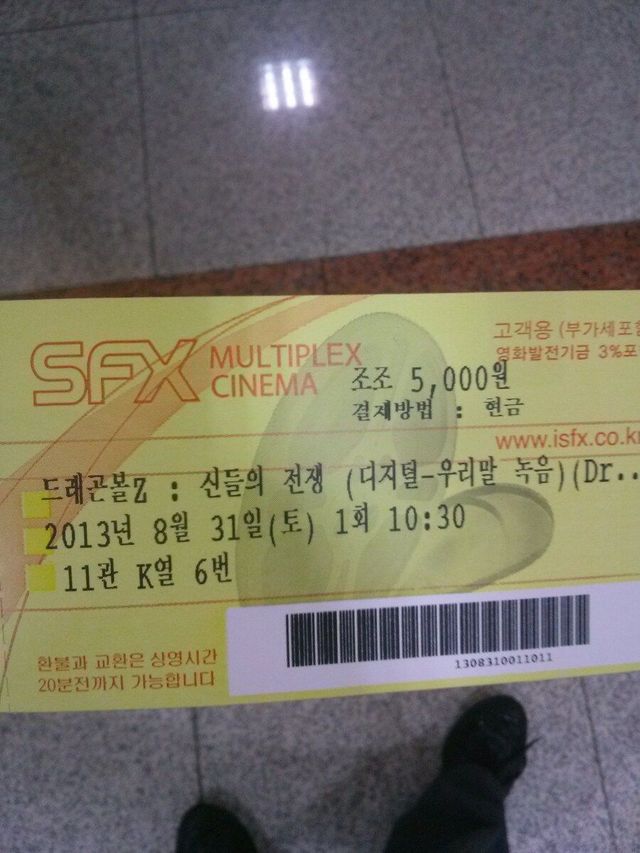 SFX MULTIPLEX CINEMA
고객용 (부가세포함
영화발전기금 3%포
조조 5,000원
결제방법 : 현금
www.isfx.co.kr
드래곤볼Z : 신들의 전쟁 (디지털-우리말 녹음)(Dr..
2013년 8월 31일(토) 1회 10:30
11관 K열 6번
1308310011011
환불과 교환은 상영시간
20분전까지 가능합니다